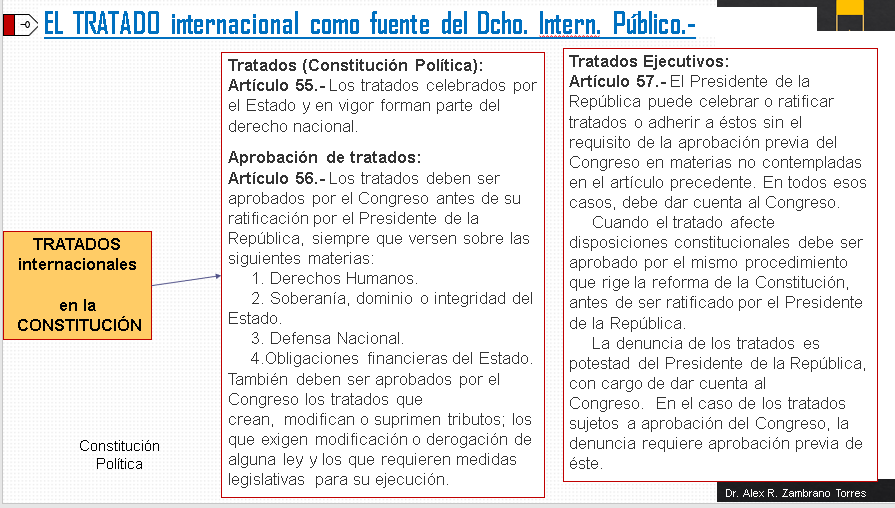 EL TRATADO internacional como fuente del Dcho. Intern. Público.-
TRATADOS
internacionales
en la
CONSTITUCIÓN
Constitución
Política
Tratados (Constitución Política):
Artículo 55.- Los tratados celebrados por
el Estado y en vigor forman parte del
derecho nacional.
Aprobación de tratados:
Artículo 56.- Los tratados deben ser
aprobados por el Congreso antes de su
ratificación por el Presidente de la
República, siempre que versen sobre las
siguientes materias:
1. Derechos Humanos.
2. Soberanía, dominio o integridad del
Estado.
3. Defensa Nacional.
4.Obligaciones financieras del Estado.
También deben ser aprobados por el
Congreso los tratados que
crean, modifican o suprimen tributos; los
que exigen modificación o derogación de
alguna ley y los que requieren medidas
legislativas para su ejecución.
Tratados Ejecutivos:
Artículo 57.- El Presidente de la
República puede celebrar o ratificar
tratados o adherir a éstos sin el
requisito de la aprobación previa del
Congreso en materias no contempladas
en el artículo precedente. En todos esos
casos, debe dar cuenta al Congreso.
Cuando el tratado afecte
disposiciones constitucionales debe ser
aprobado por el mismo procedimiento
que rige la reforma de la Constitución,
antes de ser ratificado por el Presidente
de la República.
La denuncia de los tratados es
potestad del Presidente de la República,
con cargo de dar cuenta al
Congreso. En el caso de los tratados
sujetos a aprobación del Congreso, la
denuncia requiere aprobación previa de
éste.
Dr. Alex R. Zambrano Torres